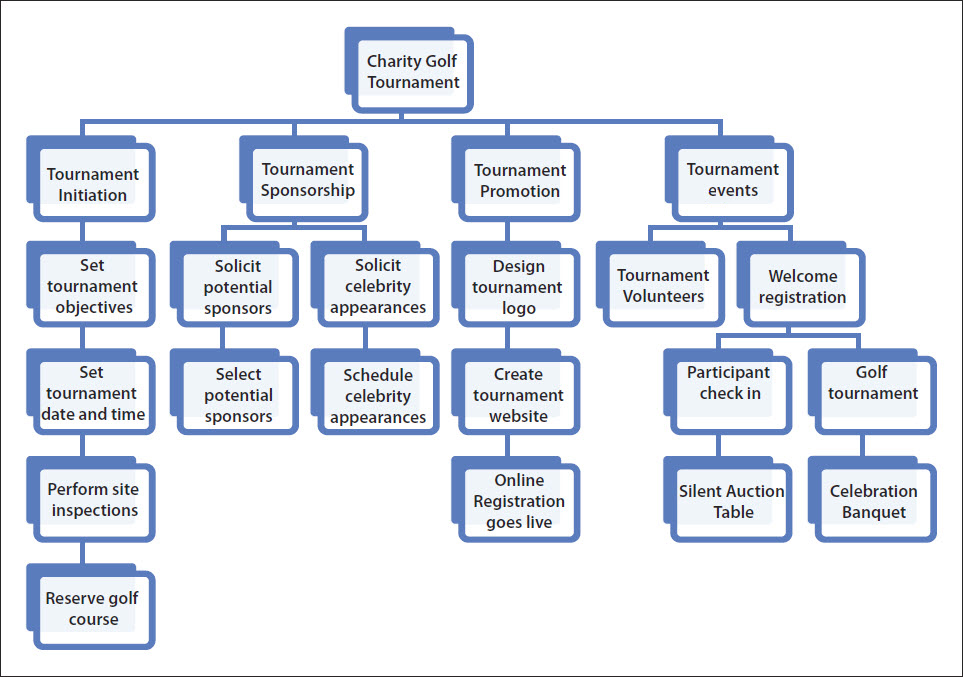 Charity Golf
Tournament
Tournament
Initiation
Tournament
Sponsorship
Tournament
Promotion
Tournament
events
Set
tournament
objectives
Solicit
potential
sponsors
Solicit
celebrity
appearances
Design
tournament
logo
Tournament
Volunteers
Welcome
registration
Set
tournament
date and time
Select
potential
sponsors
Schedule
celebrity
appearances
Create
tournament
website
Participant
check in
Golf
tournament
Perform site
inspections
Online
Registration
goes live
Silent Auction
Table
Celebration
Banquet
Reserve golf
course